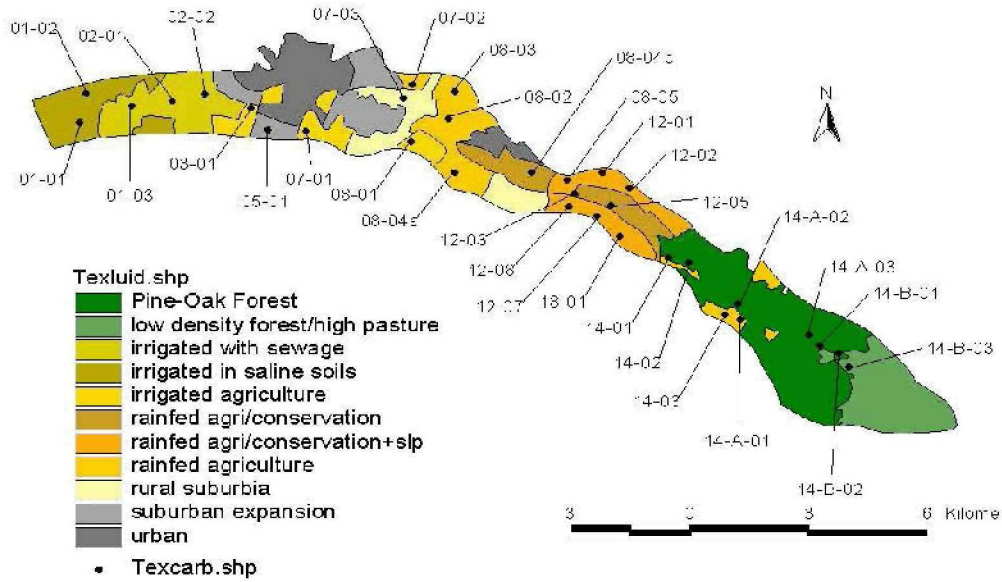 01-02
02-01
02-02
07-03
07-02
08-03
08-02
08-04b
08-05
12-01
12-02
12-05
14-A-02
14-A-03
14-B-01
14-B-03
N
01-01
01-03
03-01
05-01
07-01
08-01
08-04a
12-03
12-08
12-07
18-01
14-01
14-02
14-03
14-A-01
14-B-02
Texluid.shp
Pine-Oak Forest
low density forest/high pasture
irrigated with sewage
irrigated in saline soils
irrigated agriculture
rainfed agri/conservation
rainfed agri/conservation+slp
rainfed agriculture
rural suburbia
suburban expansion
urban
Texcarb.shp
3 0 3 6 Kilome